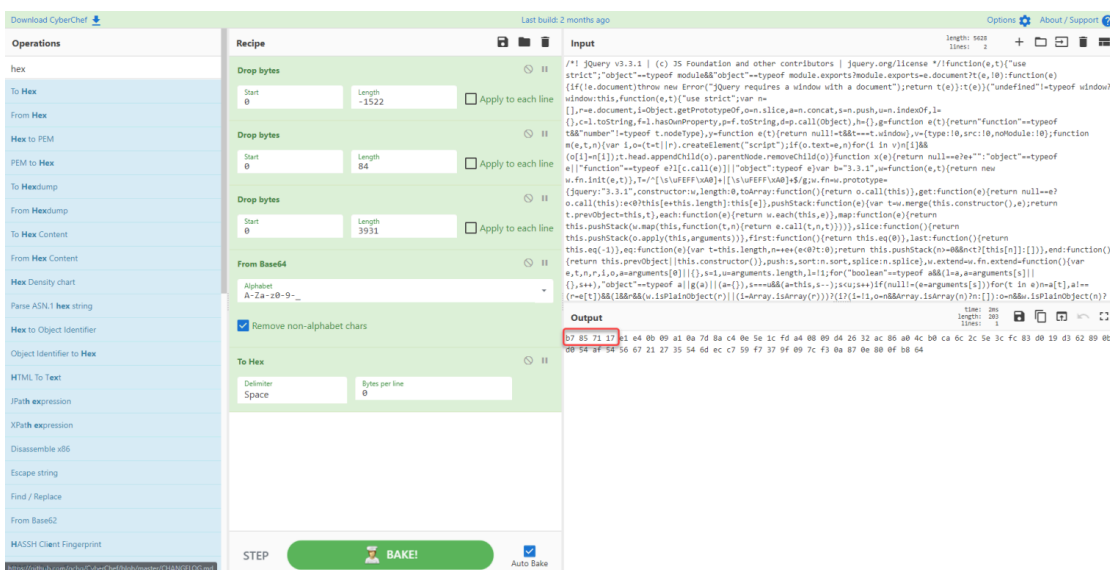 Download CyberChef
Last build: 2 months ago
Options
About / Support
Operations
Recipe
Input
length: 5628
lines: 2
hex
To Hex
From Hex
Hex to PEM
PEM to Hex
To Hexdump
From Hexdump
To Hex Content
From Hex Content
Hex Density chart
Parse ASN.1 hex string
Hex to Object Identifier
Object Identifier to Hex
HTML To Text
JPath expression
XPath expression
Disassemble x86
Escape string
Find / Replace
From Base62
HASSH Client Fingerprint
Drop bytes
Start
0
Length
-1522
Apply to each line
Drop bytes
Start
0
Length
84
Apply to each line
Drop bytes
Start
0
Length
3931
Apply to each line
From Base64
Alphabet
A-Za-z0-9-_
Remove non-alphabet chars
To Hex
Delimiter
Space
Bytes per line
0
STEP
BAKE!
Auto Bake
/*! jQuery v3.3.1 | (c) JS Foundation and other contributors | jquery.org/license */!function(e,t){"use
strict";"object"==typeof module&&"object"==typeof module.exports?module.exports=e.document?t(e,!0):function(e)
{if(!e.document)throw new Error("jQuery requires a window with a document");return t(e)}:t(e)}("undefined"!=typeof window?
window:this,function(e,t){"use strict";var n=
[],r=e.document,i=Object.getPrototypeOf,o=n.slice,a=n.concat,s=n.push,u=n.indexOf,l=
{},c=l.toString,f=l.hasOwnProperty,p=f.toString,d=p.call(Object),h={},g=function e(t){return"function"==typeof
t&&"number"!=typeof t.nodeType},y=function e(t){return null!=t&&t===t.window},v={type:!0,src:!0,noModule:!0};function
m(e,t,n){var i,o=(t=t||r).createElement("script");if(o.text=e,n)for(i in v)n[i]&&
(o[i]=n[i]);t.head.appendChild(o).parentNode.removeChild(o)}function x(e){return null==e?e+"":"object"==typeof
e||"function"==typeof e?l[c.call(e)]||"object":typeof e}var b="3.3.1",w=function(e,t){return new
w.fn.init(e,t)},T=/^[\s\uFEFF\xA0]+|[\s\uFEFF\xA0]+$/g;w.fn=w.prototype=
{jquery:"3.3.1",constructor:w,length:0,toArray:function(){return o.call(this)},get:function(e){return null==e?
o.call(this):e<0?this[e+this.length]:this[e]},pushStack:function(e){var t=w.merge(this.constructor(),e);return
t.prevObject=this,t},each:function(e){return w.each(this,e)},map:function(e){return
this.pushStack(w.map(this,function(t,n){return e.call(t,n,t)}))},slice:function(){return
this.pushStack(o.apply(this,arguments))},first:function(){return this.eq(0)},last:function(){return
this.eq(-1)},eq:function(e){var t=this.length,n=+e+(e<0?t:0);return this.pushStack(n>=0&&n<t?[this[n]]:[])},end:function()
{return this.prevObject||this.constructor()},push:s,sort:n.sort,splice:n.splice},w.extend=w.fn.extend=function(){var
e,t,n,r,i,o,a=arguments[0]||{},s=1,u=arguments.length,l=!1;for("boolean"==typeof a&&(l=a,a=arguments[s]||
{},s++),"object"==typeof a||g(a)||(a={}),s===u&&(a=this,s--);s<u;s++)if(null!=(e=arguments[s]))for(t in e)n=a[t],a!==
(r=e[t])&&(l&&r&&(w.isPlainObject(r)||(i=Array.isArray(r)))?(i?(i=!1,o=n&&Array.isArray(n)?n:[]):o=n&&w.isPlainObject(n)?
Output
time: 2ms
length: 203
lines: 1
b7 85 71 17 e1 e4 0b 09 a1 0a 7d 8a c4 0e 5e 1c fd a4 08 09 d4 26 32 ac 86 a0 4c b0 ca 6c 2c 5e 3c fc 83 d0 19 d3 62 89 0b
d0 54 af 54 56 67 21 27 35 54 6d ec c7 59 f7 37 9f 09 7c f3 0a 87 0e 80 0f b8 64